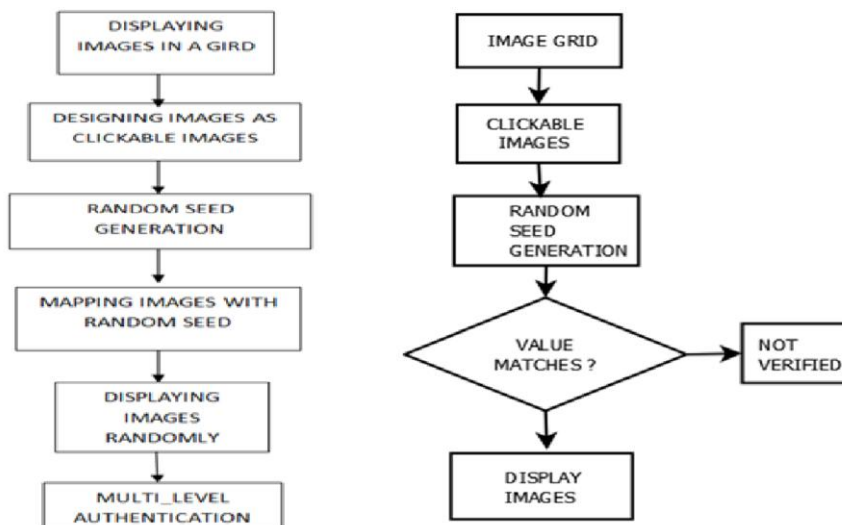 DISPLAYING
IMAGES IN A GIRD
DESIGNING IMAGES AS
CLICKABLE IMAGES
RANDOM SEED
GENERATION
MAPPING IMAGES WITH
RANDOM SEED
DISPLAYING
IMAGES
RANDOMLY
MULTI_LEVEL
AUTHENTICATION
IMAGE GRID
CLICKABLE
IMAGES
RANDOM
SEED
GENERATION
VALUE
MATCHES ?
NOT
VERIFIED
DISPLAY
IMAGES